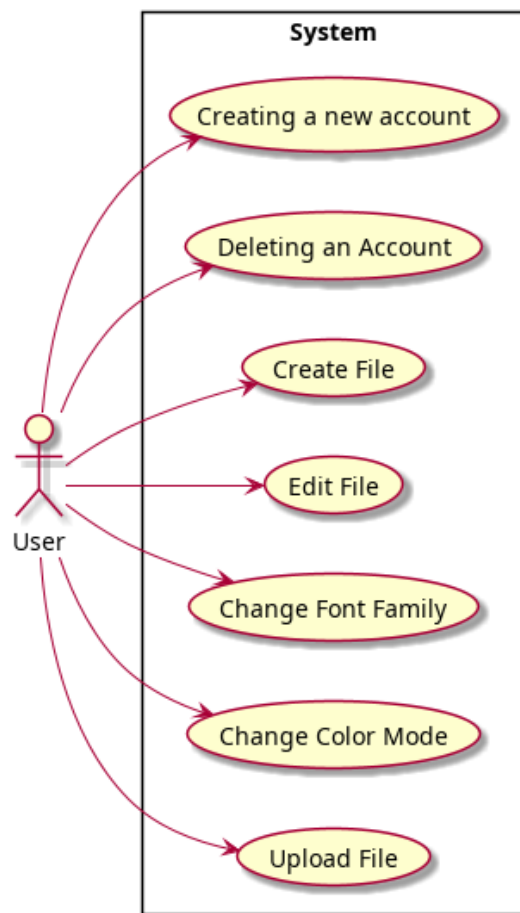 System
Creating a new account
Deleting an Account
Create File
Edit File
User
Change Font Family
Change Color Mode
Upload File